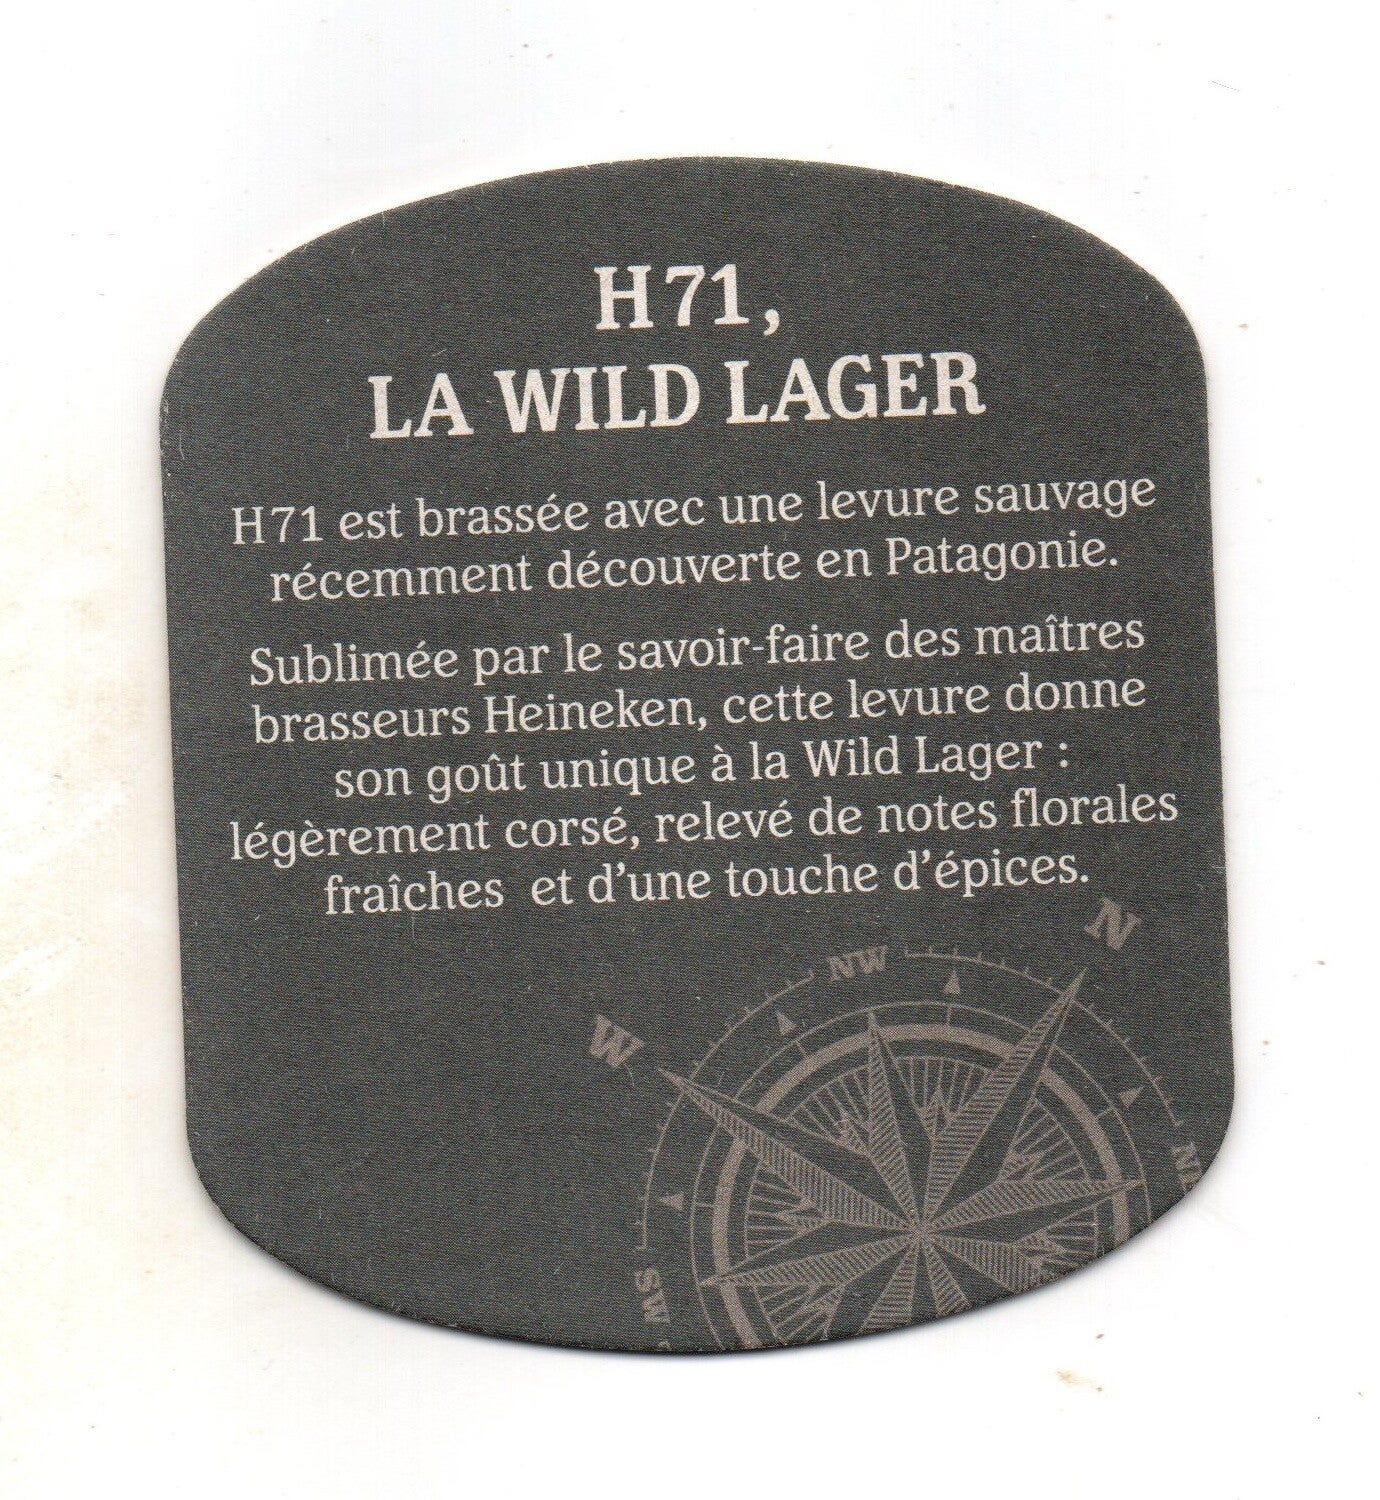 H71,
LA WILD LAGER
H71 est brassée avec une levure sauvage
récemment découverte en Patagonie.
Sublimée par le savoir-faire des maîtres
brasseurs Heineken, cette levure donne
son goût unique à la Wild Lager :
légèrement corsé, relevé de notes florales
fraîches et d’une touche d’épices.
N
NW
W
SW